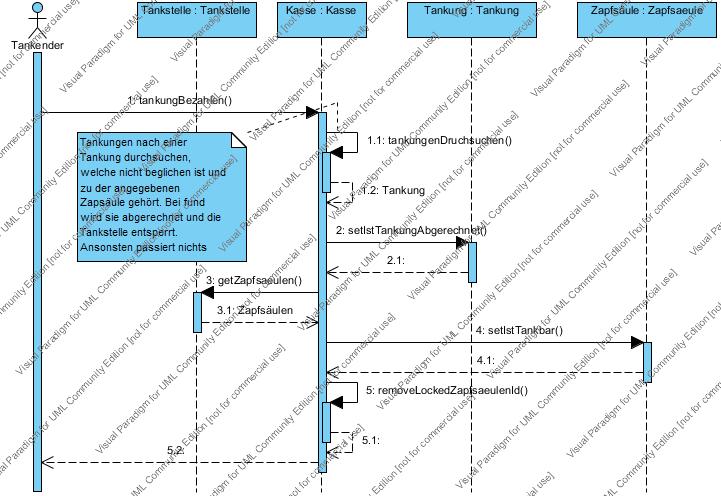 Tankstelle : Tankstelle
Kasse : Kasse
Tankung : Tankung
Zapfsäule : Zapfsaeule
Tankender
1: tankungBezahlen()
1.1: tankungenDruchsuchen()
Tankungen nach einer
Tankung durchsuchen,
welche nicht beglichen ist und
zu der angegebenen
Zapsäule gehört. Bei fund
wird sie abgerechnet und die
Tankstelle entsperrt.
Ansonsten passiert nichts
1.2: Tankung
2: setIstTankungAbgerechnet()
2.1:
3: getZapfsaeulen()
3.1: Zapfsäulen
4: setIstTankbar()
4.1:
5: removeLockedZapfsaeulenId()
5.1:
5.2:
Visual Paradigm for UML Community Edition [not for commercial use]